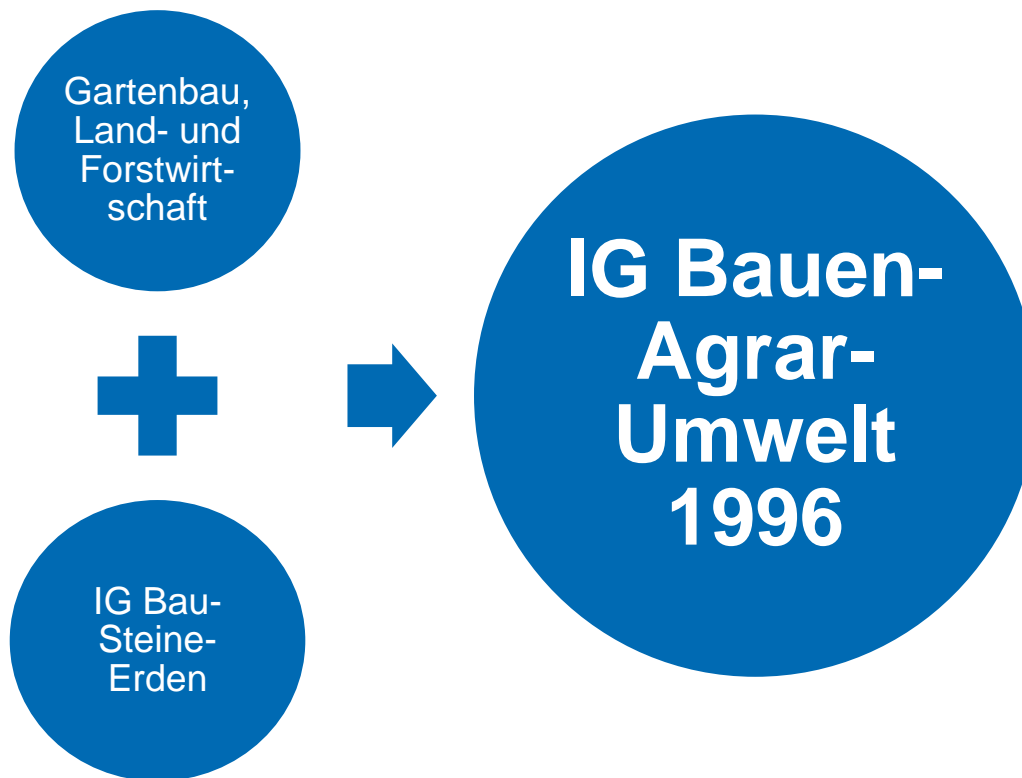 Gartenbau,
Land- und
Forstwirt-
schaft
IG Bau-
Steine-
Erden
IG Bauen-
Agrar-
Umwelt
1996